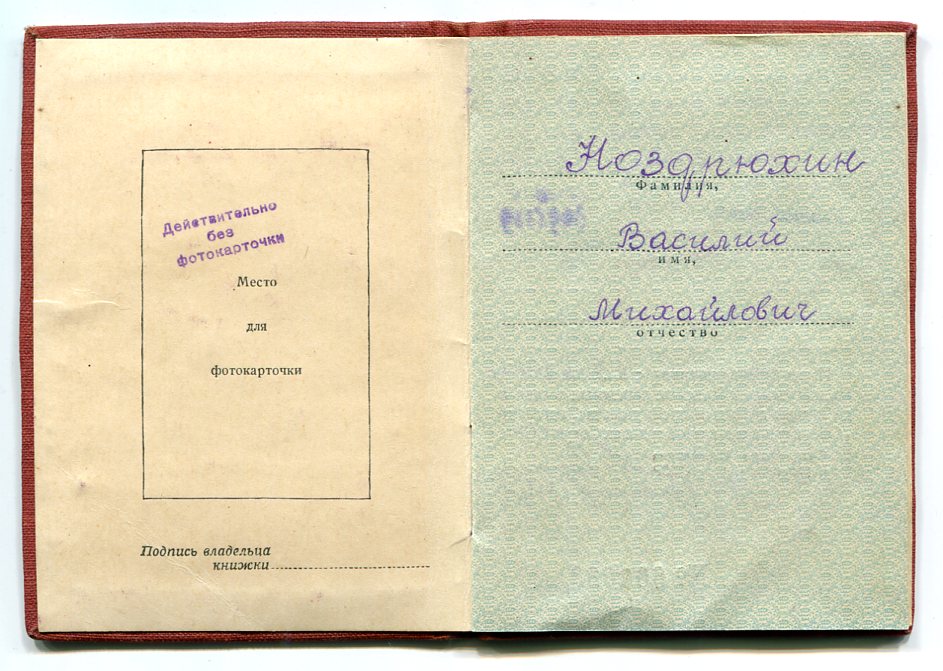 Действительно
без
фотокарточки
Место
для
фотокарточки
Подпись владельца
книжки
Ноздрюхин
Фамилия,
Василий
имя,
Михайлович
отчество